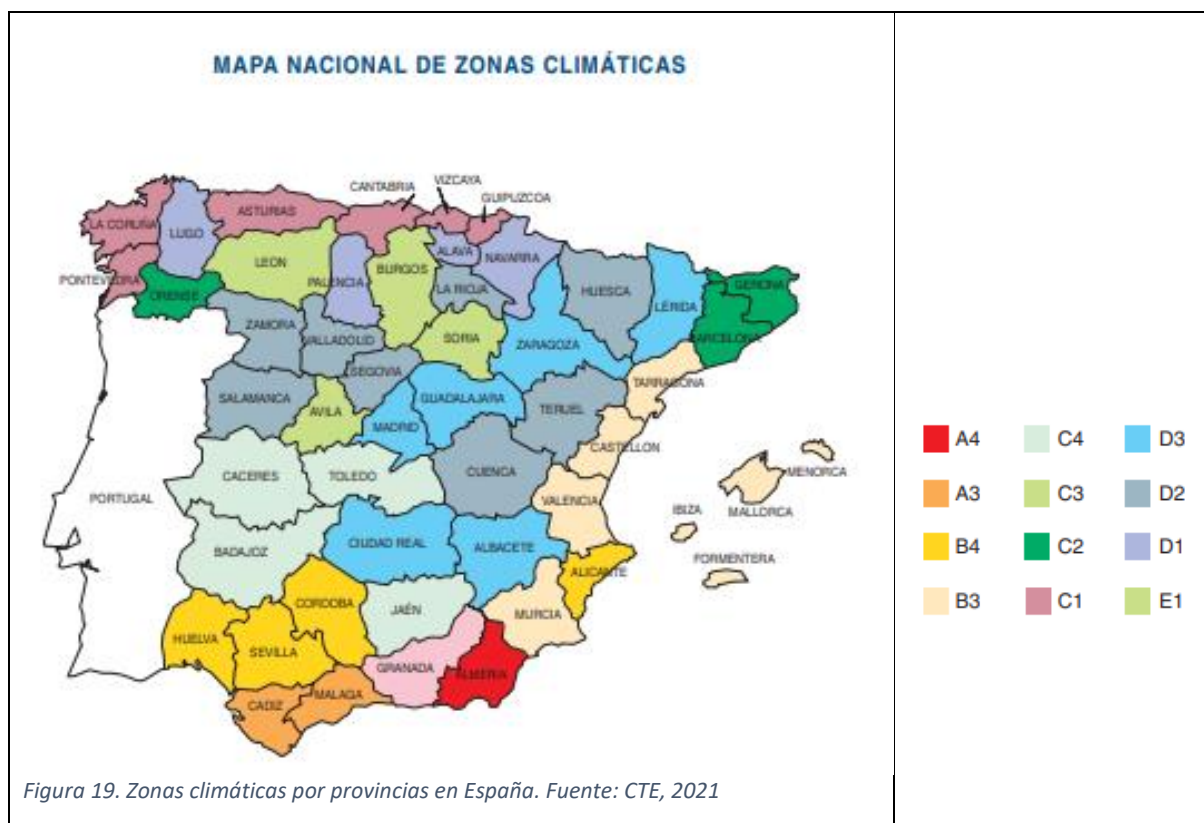 MAPA NACIONAL DE ZONAS CLIMÁTICAS
CANTABRIA
VIZCAYA
GUIPUZCOA
LA CORUÑA
LUGO
ASTURIAS
PONTEVEDRA
ORENSE
LEON
PALENCIA
BURGOS
ALAVA
NAVARRA
LA RIOJA
HUESCA
LÉRIDA
GERONA
BARCELONA
ZAMORA
VALLADOLID
SORIA
ZARAGOZA
TARRAGONA
SEGOVIA
SALAMANCA
AVILA
MADRID
GUADALAJARA
TERUEL
CASTELLON
CACERES
TOLEDO
CUENCA
VALENCIA
PORTUGAL
MENORCA
MALLORCA
IBIZA
FORMENTERA
BADAJOZ
CIUDAD REAL
ALBACETE
ALICANTE
CORDOBA
JAÉN
MURCIA
HUELVA
SEVILLA
GRANADA
ALMERIA
CADIZ
MALAGA
A4 C4 D3
A3 C3 D2
B4 C2 D1
B3 C1 E1
Figura 19. Zonas climáticas por provincias en España. Fuente: CTE, 2021